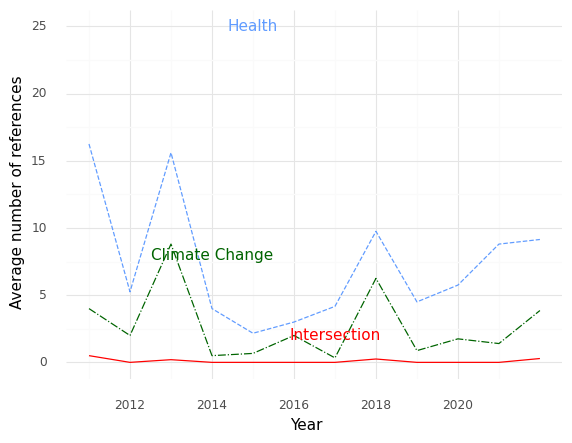 25
20
15
10
5
0
Average number of references
Health
Climate Change
Intersection
2012 2014 2016 2018 2020
Year